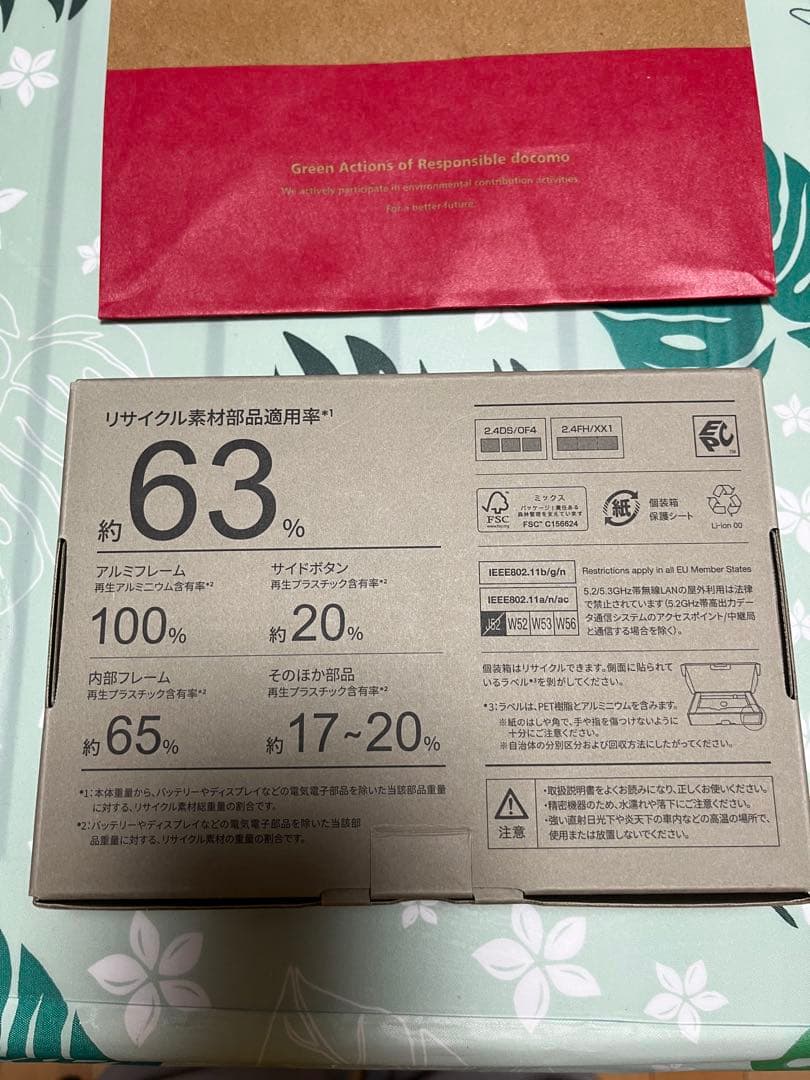 Green Actions of Responsible docomo
We actively participate in environmental contribution activities.
For a better future.
リサイクル素材部品適用率*1
約63%
アルミフレーム
再生アルミニウム含有率*2
100%
サイドボタン
再生プラスチック含有率*2
約20%
内部フレーム
再生プラスチック含有率*2
約65%
そのほか部品
再生プラスチック含有率*2
約17~20%
*1:本体重量から、バッテリーやディスプレイなどの電気電子部品を除いた当該部品重量
に対する、リサイクル素材総重量の割合です。
*2:バッテリーやディスプレイなどの電気電子部品を除いた当該部
品重量に対する、リサイクル素材の重量の割合です。
2.4DS/OF4
2.4FH/XX1
EPC
TM
FSC
www.fsc.org
ミックス
パッケージ|責任ある
森林管理を支えています
FSC™ C156624
紙
個装箱
保護シート
Li-ion 00
IEEE802.11b/g/n
Restrictions apply in all EU Member States
IEEE802.11a/n/ac
J52 W52 W53 W56
5.2/5.3GHz帯無線LANの屋外利用は法律
で禁止されています(5.2GHz帯高出力デー
タ通信システムのアクセスポイント/中継局
と通信する場合を除く)。
個装箱はリサイクルできます。側面に貼られて
いるラベル*3を剥がしてください。
*3:ラベルは、PET樹脂とアルミニウムを含みます。
※紙のはしや角で、手や指を傷つけないように
十分にご注意ください。
※自治体の分別区分および回収方法にしたがってください。
注意
・取扱説明書をよくお読みになり、正しくお使いください。
・精密機器のため、水濡れや落下にご注意ください。
・強い直射日光下や炎天下の車内などの高温の場所で、
使用または放置しないでください。